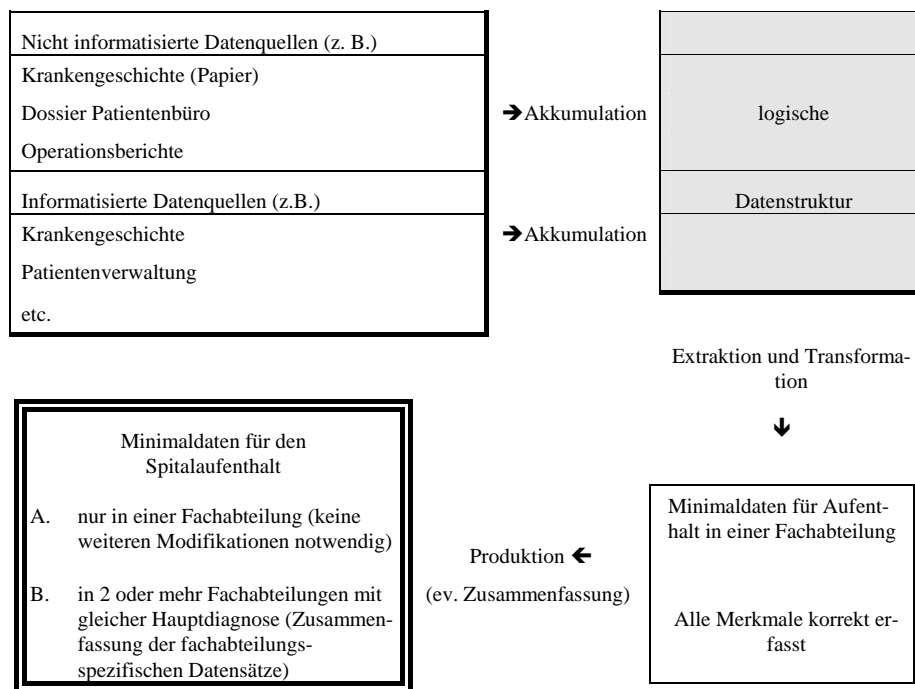 Nicht informatisierte Datenquellen (z. B.)
Krankengeschichte (Papier)
Dossier Patientenbüro
Operationsberichte
➔Akkumulation
logische
Informatisierte Datenquellen (z.B.)
Datenstruktur
Krankengeschichte
Patientenverwaltung
etc.
➔Akkumulation
Extraktion und Transforma-
tion
🡻
Minimaldaten für Aufent-
halt in einer Fachabteilung
Alle Merkmale korrekt er-
fasst
Produktion 🡸
(ev. Zusammenfassung)
Minimaldaten für den
Spitalaufenthalt
A. nur in einer Fachabteilung (keine
weiteren Modifikationen notwendig)
B. in 2 oder mehr Fachabteilungen mit
gleicher Hauptdiagnose (Zusammen-
fassung der fachabteilungs-
spezifischen Datensätze)